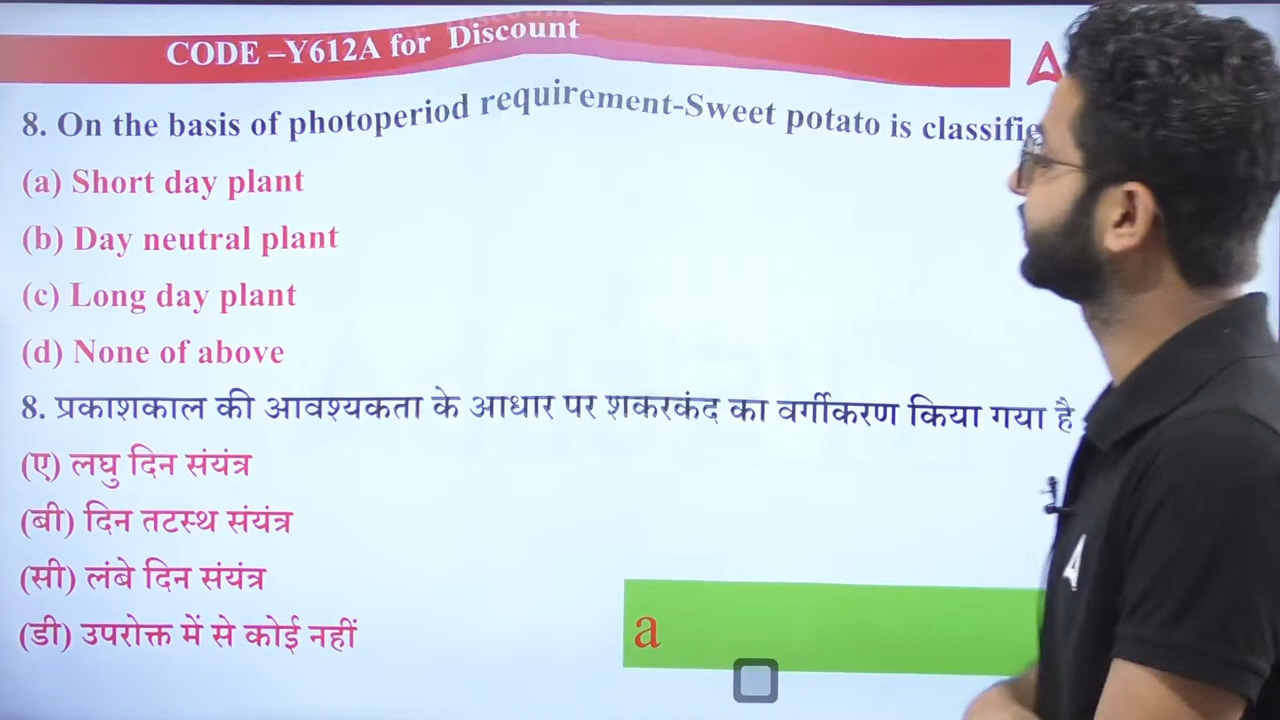 CODE –Y612A for Discount
8. On the basis of photoperiod requirement-Sweet potato is
(a) Short day plant
(b) Day neutral plant
(c) Long day plant
(d) None of above
8. प्रकाशकाल की आवश्यकता के आधार पर शकरकंद का वर्गीकरण किया गया है
(ए) लघु दिन संयंत्र
(बी) दिन तटस्थ संयंत्र
(सी) लंबे दिन संयंत्र
(डी) उपरोक्त में से कोई नहीं
a